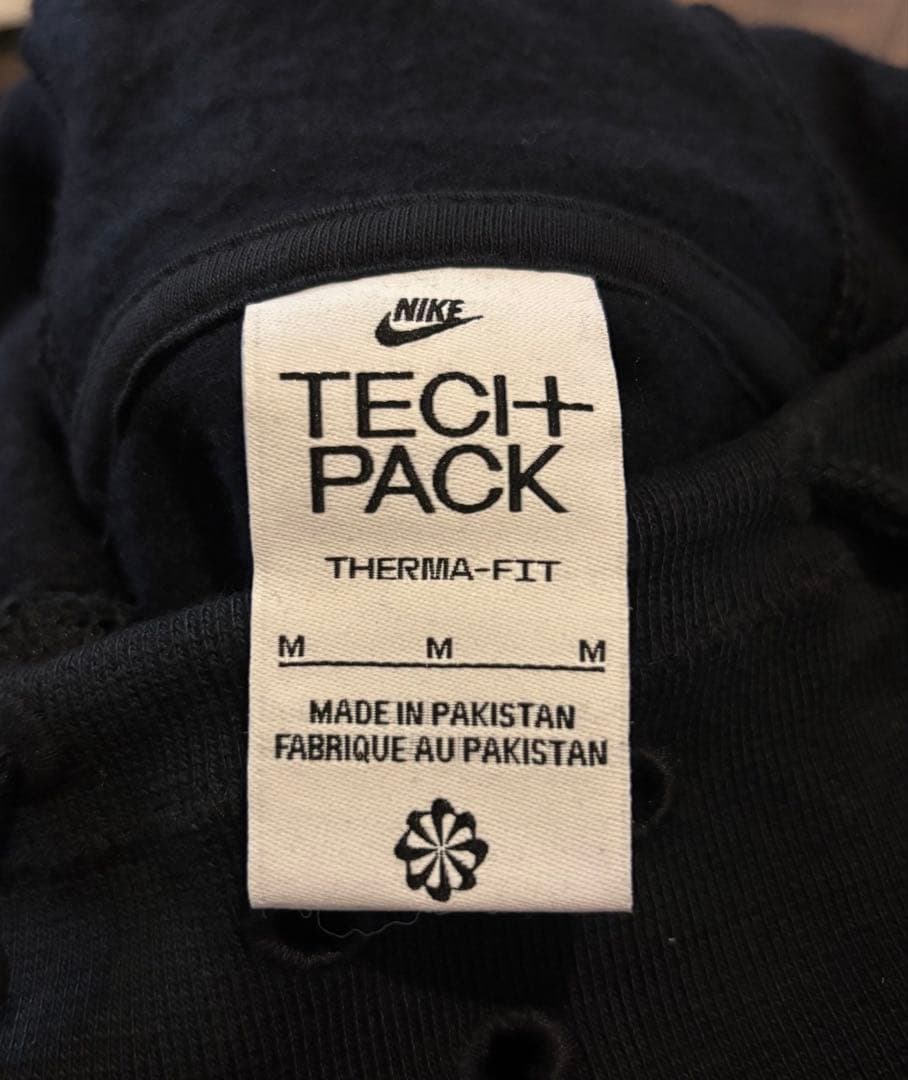 NIKE
TECH
PACK
THERMA-FIT
M M M
MADE IN PAKISTAN
FABRIQUE AU PAKISTAN